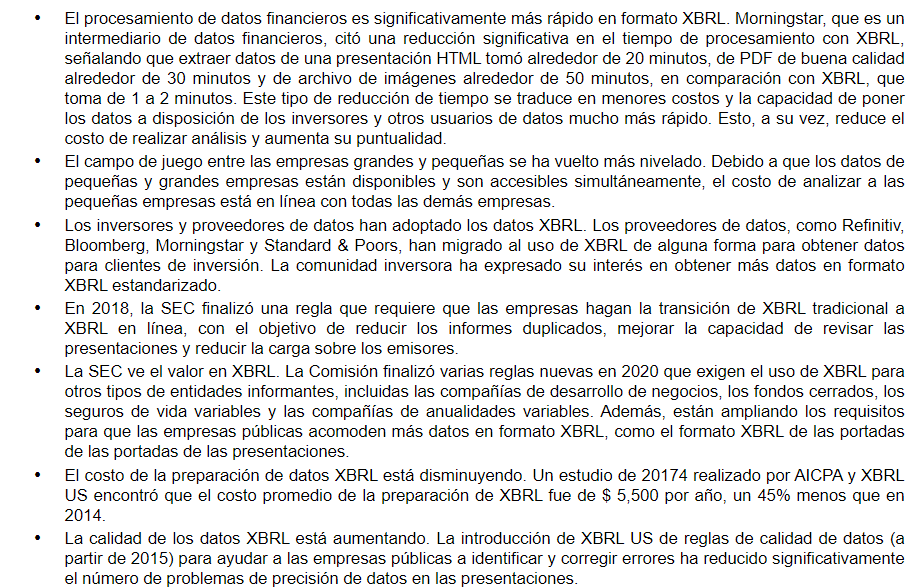 • El procesamiento de datos financieros es significativamente más rápido en formato XBRL. Morningstar, que es un
intermediario de datos financieros, citó una reducción significativa en el tiempo de procesamiento con XBRL,
señalando que extraer datos de una presentación HTML tomó alrededor de 20 minutos, de PDF de buena calidad
alrededor de 30 minutos y de archivo de imágenes alrededor de 50 minutos, en comparación con XBRL, que
toma de 1 a 2 minutos. Este tipo de reducción de tiempo se traduce en menores costos y la capacidad de poner
los datos a disposición de los inversores y otros usuarios de datos mucho más rápido. Esto, a su vez, reduce el
costo de realizar análisis y aumenta su puntualidad.
• El campo de juego entre las empresas grandes y pequeñas se ha vuelto más nivelado. Debido a que los datos de
pequeñas y grandes empresas están disponibles y son accesibles simultáneamente, el costo de analizar a las
pequeñas empresas está en línea con todas las demás empresas.
• Los inversores y proveedores de datos han adoptado los datos XBRL. Los proveedores de datos, como Refinitiv,
Bloomberg, Morningstar y Standard & Poors, han migrado al uso de XBRL de alguna forma para obtener datos
para clientes de inversión. La comunidad inversora ha expresado su interés en obtener más datos en formato
XBRL estandarizado.
• En 2018, la SEC finalizó una regla que requiere que las empresas hagan la transición de XBRL tradicional a
XBRL en línea, con el objetivo de reducir los informes duplicados, mejorar la capacidad de revisar las
presentaciones y reducir la carga sobre los emisores.
• La SEC ve el valor en XBRL. La Comisión finalizó varias reglas nuevas en 2020 que exigen el uso de XBRL para
otros tipos de entidades informantes, incluidas las compañías de desarrollo de negocios, los fondos cerrados, los
seguros de vida variables y las compañías de anualidades variables. Además, están ampliando los requisitos
para que las empresas públicas acomoden más datos en formato XBRL, como el formato XBRL de las portadas
de las portadas de las presentaciones.
• El costo de la preparación de datos XBRL está disminuyendo. Un estudio de 20174 realizado por AICPA y XBRL
US encontró que el costo promedio de la preparación de XBRL fue de $ 5,500 por año, un 45% menos que en
2014.
• La calidad de los datos XBRL está aumentando. La introducción de XBRL US de reglas de calidad de datos (a
partir de 2015) para ayudar a las empresas públicas a identificar y corregir errores ha reducido significativamente
el número de problemas de precisión de datos en las presentaciones.